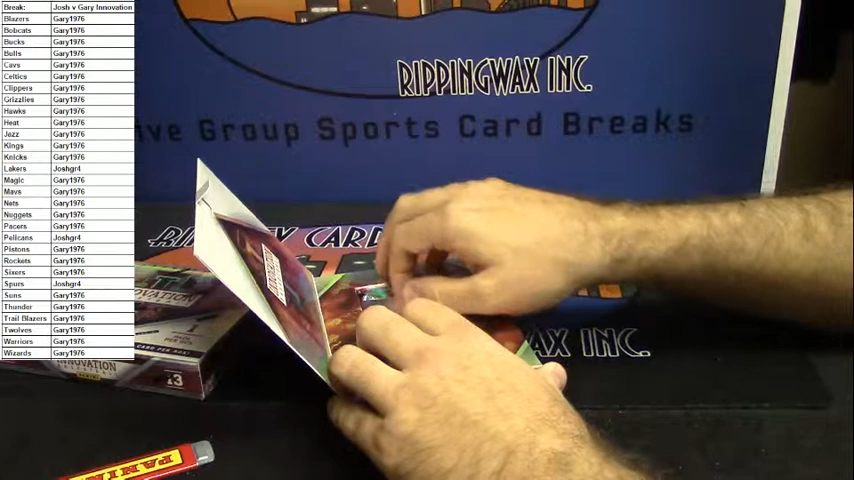 Break: Josh v Gary Innovation
Blazers Gary1976
Bobcats Gary1976
Bucks Gary1976
Bulls Gary1976
Cavs Gary1976
Celtics Gary1976
Clippers Gary1976
Grizzlies Gary1976
Hawks Gary1976
Heat Gary1976
Jazz Gary1976
Kings Gary1976
Knicks Gary1976
Lakers Joshgr4
Magic Gary1976
Mavs Gary1976
Nets Gary1976
Nuggets Gary1976
Pacers Gary1976
Pelicans Joshgr4
Pistons Gary1976
Rockets Gary1976
Sixers Gary1976
Spurs Joshgr4
Suns Gary1976
Thunder Gary1976
Trail Blazers Gary1976
Twolves Gary1976
Warriors Gary1976
Wizards Gary1976
RIPPINGWAX INC.
ive Group Sports Card Breaks
CARD
WAX INC.
INNOVATION
INNOVATION
PANINI